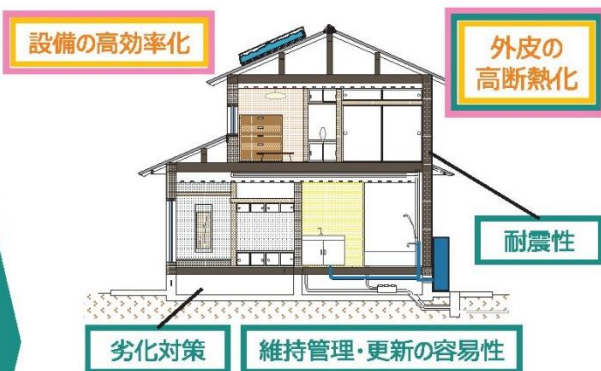 設備の高効率化
外皮の
高断熱化
耐震性
劣化対策
維持管理・更新の容易性